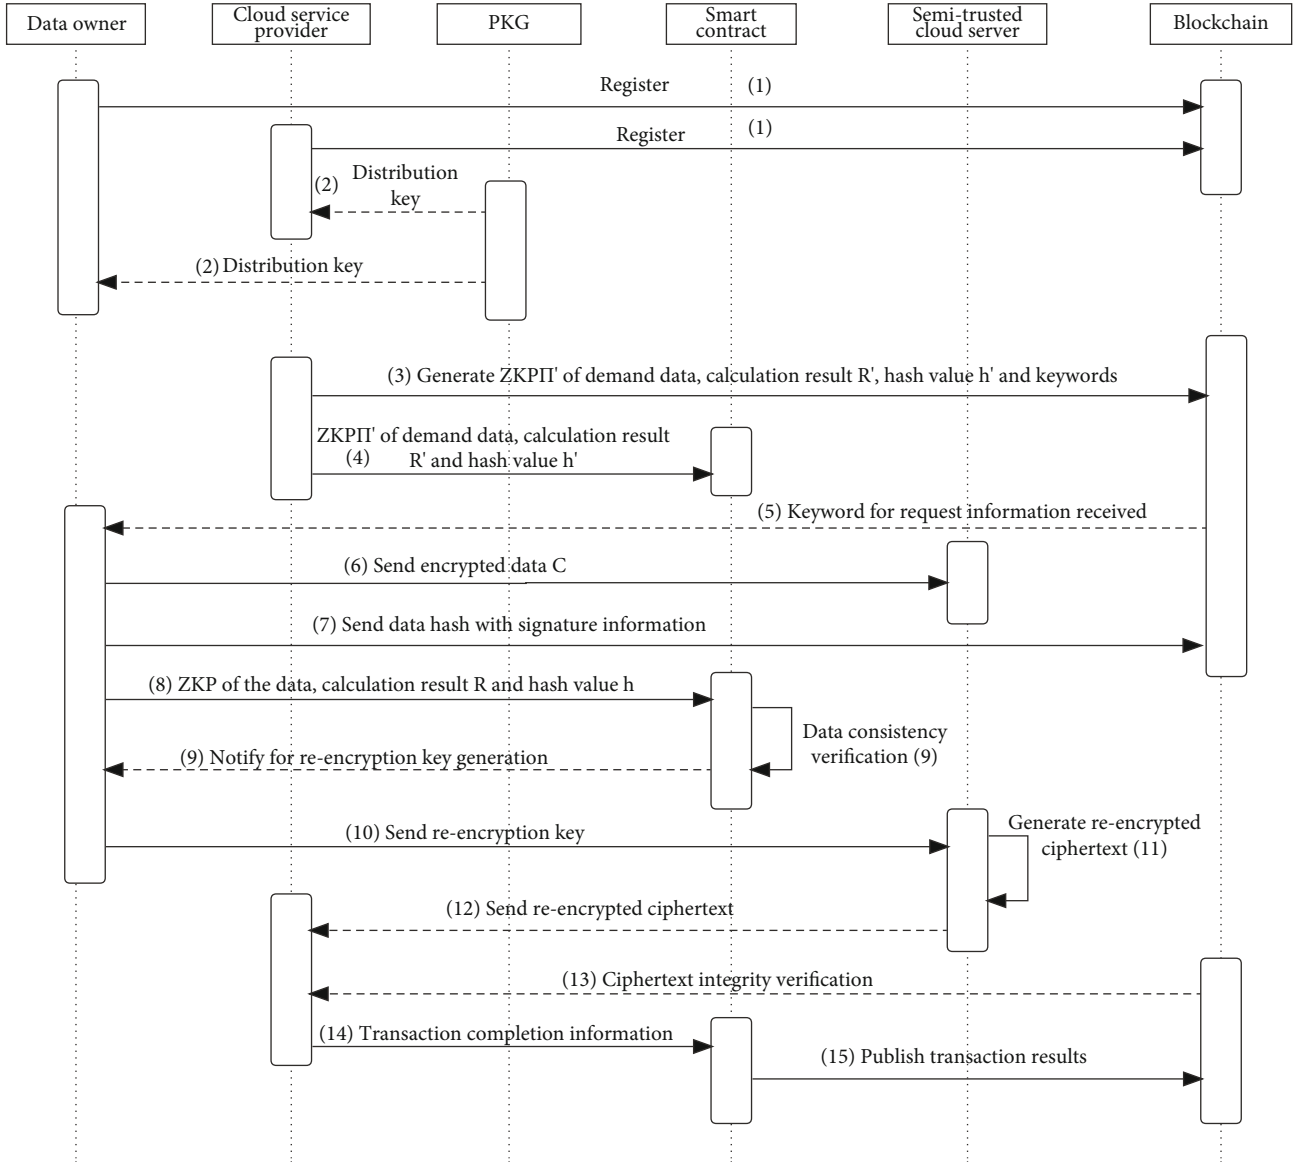 Data owner
Cloud service
provider
PKG
Smart
contract
Semi-trusted
cloud server
Blockchain
Register (1)
Register (1)
(2) Distribution
key
(2) Distribution key
(3) Generate ZKPΠ' of demand data, calculation result R', hash value h' and keywords
ZKPΠ' of demand data, calculation result
(4) R' and hash value h'
(5) Keyword for request information received
(6) Send encrypted data C
(7) Send data hash with signature information
(8) ZKP of the data, calculation result R and hash value h
Data consistency
verification (9)
(9) Notify for re-encryption key generation
Generate re-encrypted
ciphertext (11)
(10) Send re-encryption key
(12) Send re-encrypted ciphertext
(13) Ciphertext integrity verification
(14) Transaction completion information
(15) Publish transaction results